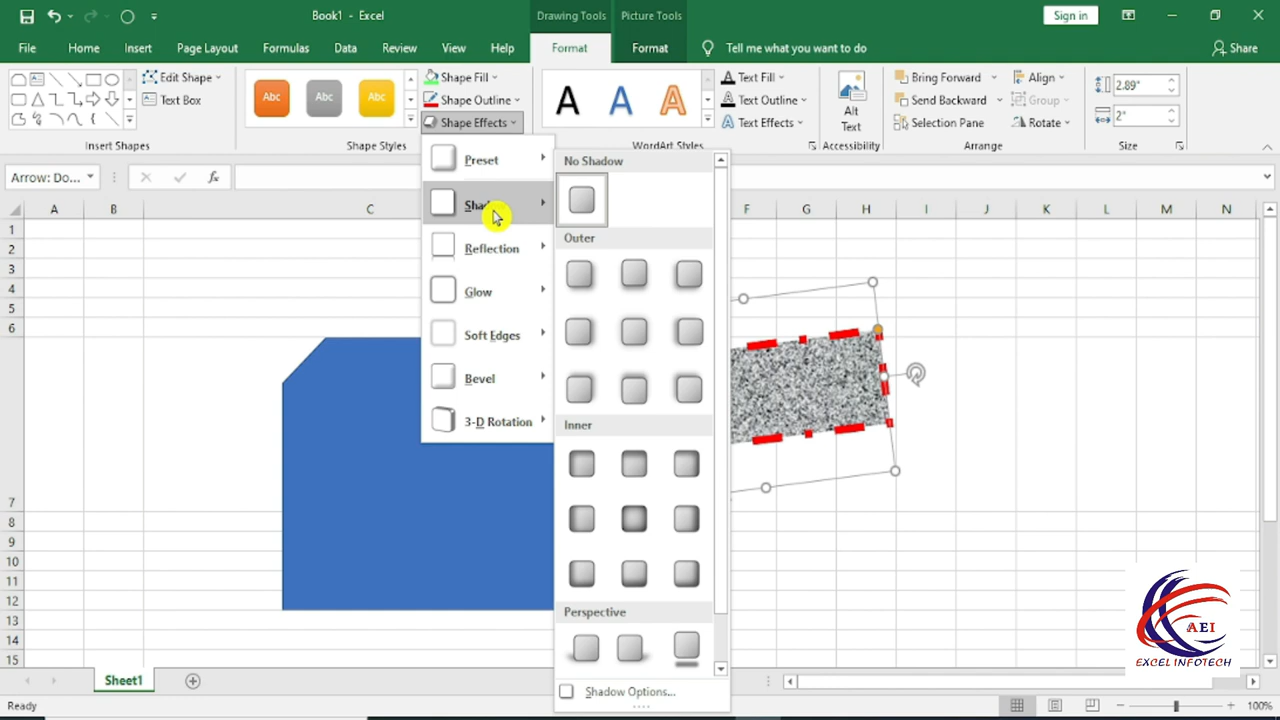 Book1 - Excel
Drawing Tools
Picture Tools
Sign in
File
Home
Insert
Page Layout
Formulas
Data
Review
View
Help
Format
Format
Tell me what you want to do
Share
Edit Shape
Text Box
Insert Shapes
Abc
Abc
Abc
Shape Styles
Shape Fill
Shape Outline
Shape Effects
A
A
A
WordArt Styles
Text Fill
Text Outline
Text Effects
Alt
Text
Accessibility
Bring Forward
Send Backward
Selection Pane
Align
Group
Rotate
Arrange
2.89"
2"
Size
Arrow: Do...
fx
Preset
Reflection
Glow
Soft Edges
Bevel
3-D Rotation
No Shadow
Outer
Inner
Perspective
Shadow Options...
A B C F G H I J K L M N
1
2
3
4
5
6
7
8
9
10
11
12
13
14
15
AEI
EXCEL INFOTECH
Sheet1
Ready
100%